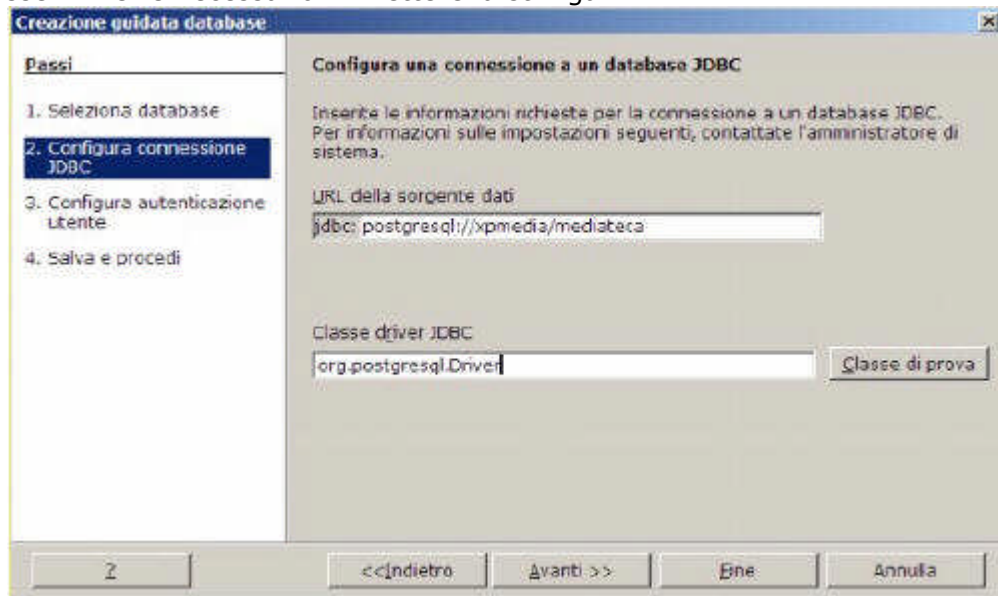 Creazione guidata database
Passi
1. Seleziona database
2. Configura connessione
JDBC
3. Configura autenticazione
utente
4. Salva e procedi
Configura una connessione a un database JDBC
Inserite le informazioni richieste per la connessione a un database JDBC.
Per informazioni sulle impostazioni seguenti, contattate l'amministratore di
sistema.
URL della sorgente dati
jdbc: postgresql://xpmedia/mediateca
Classe driver JDBC
org.postgresql.Driver
Classe di prova
?
<<Indietro
Avanti >>
Fine
Annulla